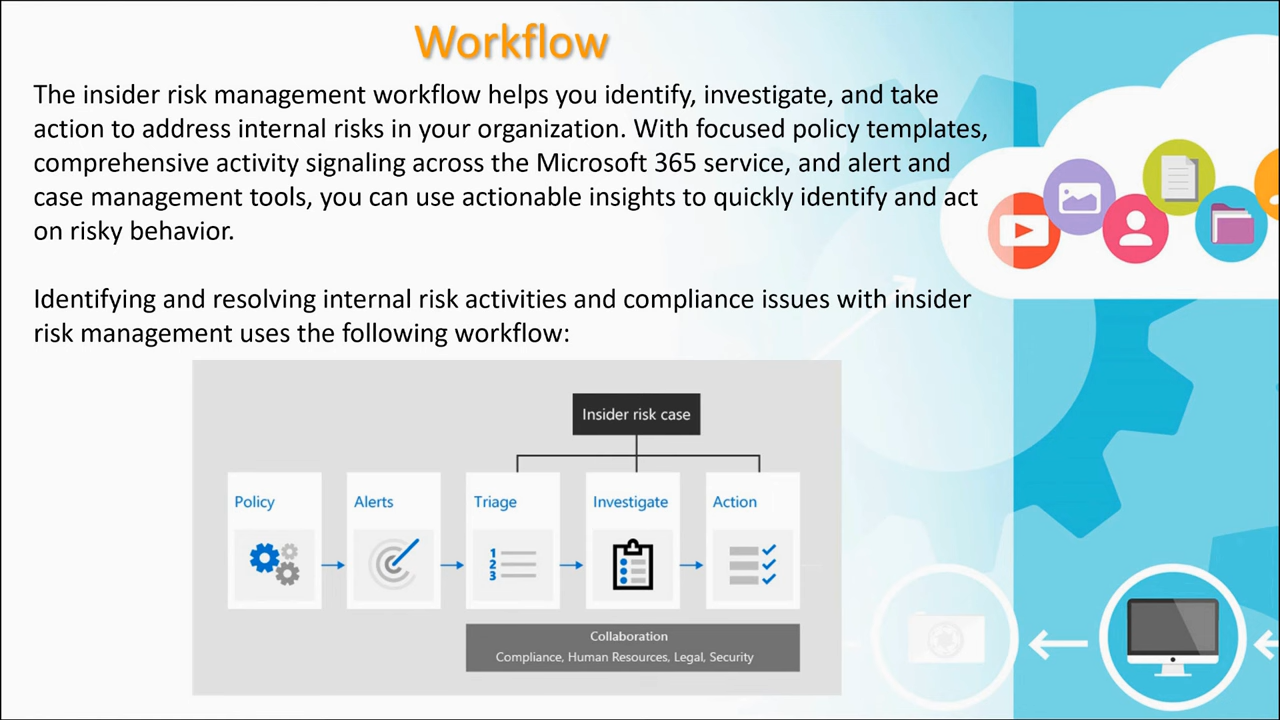 Workflow
The insider risk management workflow helps you identify, investigate, and take
action to address internal risks in your organization. With focused policy templates,
comprehensive activity signaling across the Microsoft 365 service, and alert and
case management tools, you can use actionable insights to quickly identify and act
on risky behavior.
Identifying and resolving internal risk activities and compliance issues with insider
risk management uses the following workflow:
Insider risk case
Policy
Alerts
Triage
Investigate
Action
1
2
3
Collaboration
Compliance, Human Resources, Legal, Security